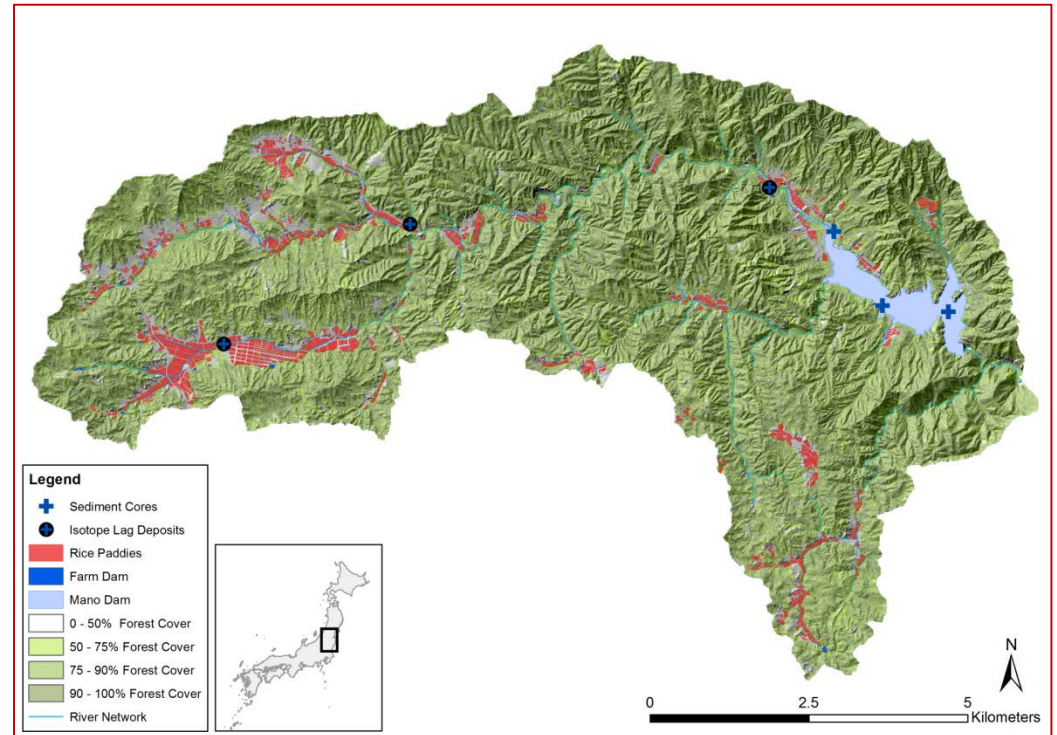 Legend
Sediment Cores
Isotope Lag Deposits
Rice Paddies
Farm Dam
Mano Dam
0 - 50% Forest Cover
50 - 75% Forest Cover
75 - 90% Forest Cover
90 - 100% Forest Cover
River Network
N
0 2.5 5
Kilometers